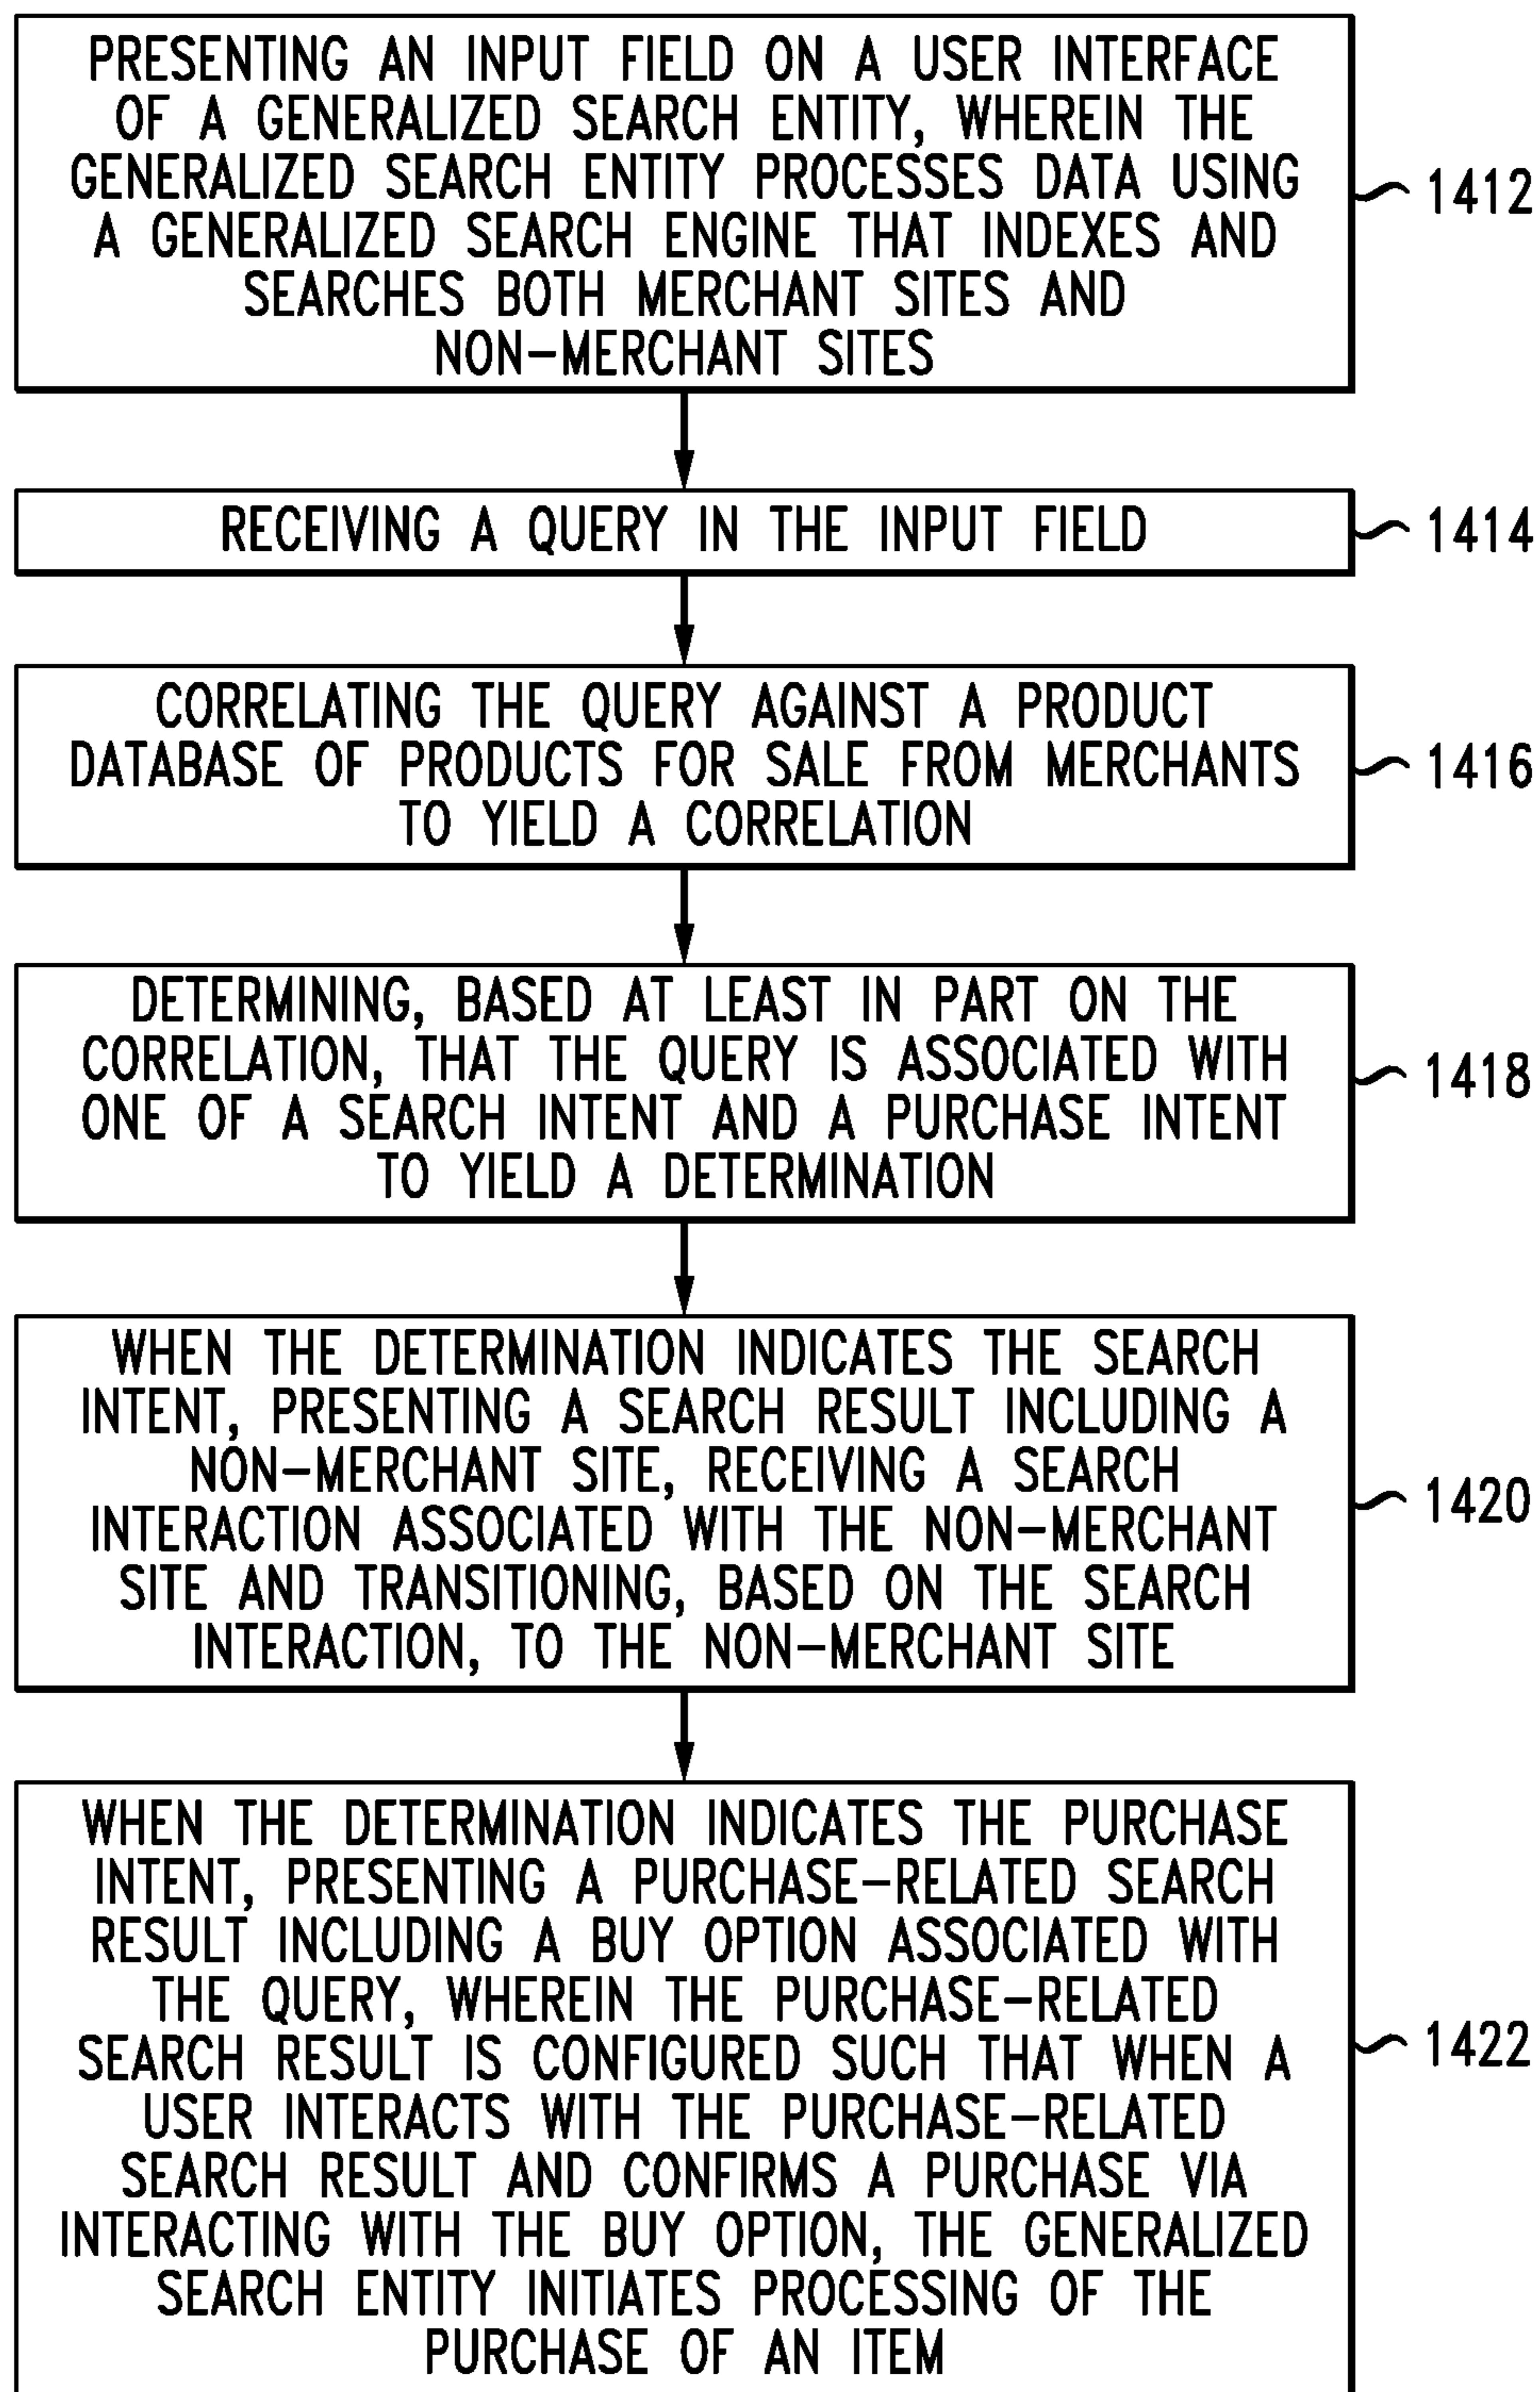 PRESENTING AN INPUT FIELD ON A USER INTERFACE
OF A GENERALIZED SEARCH ENTITY, WHEREIN THE
GENERALIZED SEARCH ENTITY PROCESSES DATA USING
A GENERALIZED SEARCH ENGINE THAT INDEXES AND
SEARCHES BOTH MERCHANT SITES AND
NON-MERCHANT SITES
1412
RECEIVING A QUERY IN THE INPUT FIELD
1414
CORRELATING THE QUERY AGAINST A PRODUCT
DATABASE OF PRODUCTS FOR SALE FROM MERCHANTS
TO YIELD A CORRELATION
1416
DETERMINING, BASED AT LEAST IN PART ON THE
CORRELATION, THAT THE QUERY IS ASSOCIATED WITH
ONE OF A SEARCH INTENT AND A PURCHASE INTENT
TO YIELD A DETERMINATION
1418
WHEN THE DETERMINATION INDICATES THE SEARCH
INTENT, PRESENTING A SEARCH RESULT INCLUDING A
NON-MERCHANT SITE, RECEIVING A SEARCH
INTERACTION ASSOCIATED WITH THE NON-MERCHANT
SITE AND TRANSITIONING, BASED ON THE SEARCH
INTERACTION, TO THE NON-MERCHANT SITE
1420
WHEN THE DETERMINATION INDICATES THE PURCHASE
INTENT, PRESENTING A PURCHASE-RELATED SEARCH
RESULT INCLUDING A BUY OPTION ASSOCIATED WITH
THE QUERY, WHEREIN THE PURCHASE-RELATED
SEARCH RESULT IS CONFIGURED SUCH THAT WHEN A
USER INTERACTS WITH THE PURCHASE-RELATED
SEARCH RESULT AND CONFIRMS A PURCHASE VIA
INTERACTING WITH THE BUY OPTION, THE GENERALIZED
SEARCH ENTITY INITIATES PROCESSING OF THE
PURCHASE OF AN ITEM
1422